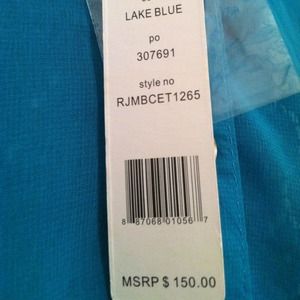 LAKE BLUE
po
307691
style no
RJMBCET1265
8 87068 01056 7
MSRP $ 150.00